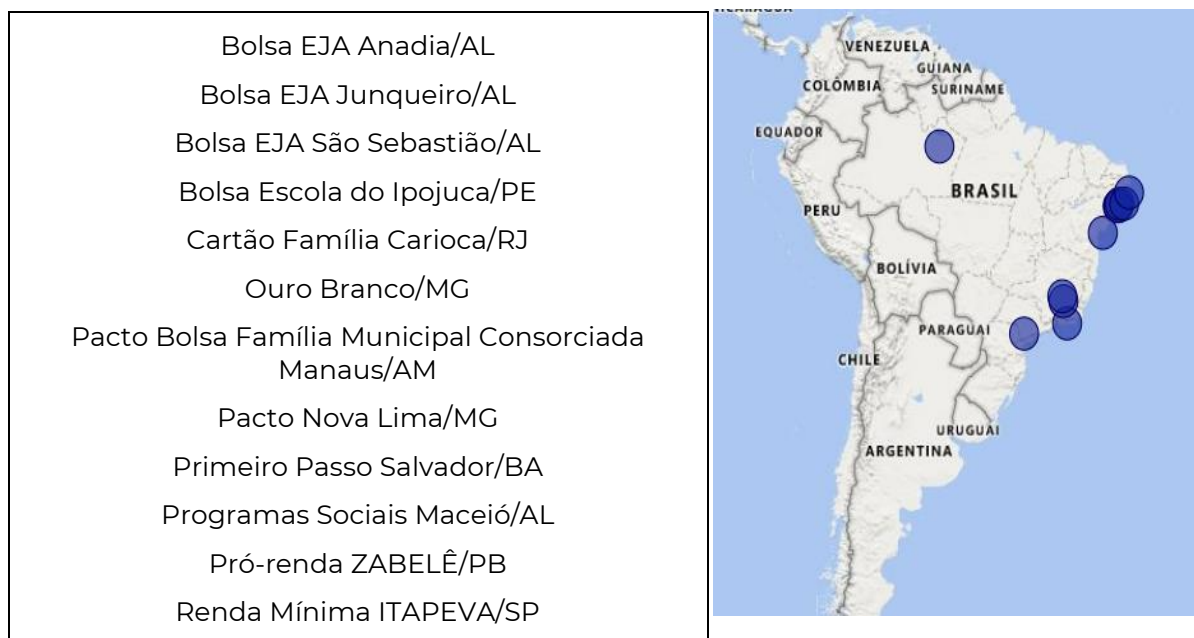 Bolsa EJA Anadia/AL
Bolsa EJA Junqueiro/AL
Bolsa EJA São Sebastião/AL
Bolsa Escola do Ipojuca/PE
Cartão Família Carioca/RJ
Ouro Branco/MG
Pacto Bolsa Família Municipal Consorciada
Manaus/AM
Pacto Nova Lima/MG
Primeiro Passo Salvador/BA
Programas Sociais Maceió/AL
Pró-renda ZABELÊ/PB
Renda Mínima ITAPEVA/SP
VENEZUELA
GUIANA
COLÔMBIA
SURINAME
EQUADOR
BRASIL
PERU
BOLÍVIA
PARAGUAI
CHILE
URUGUAI
ARGENTINA